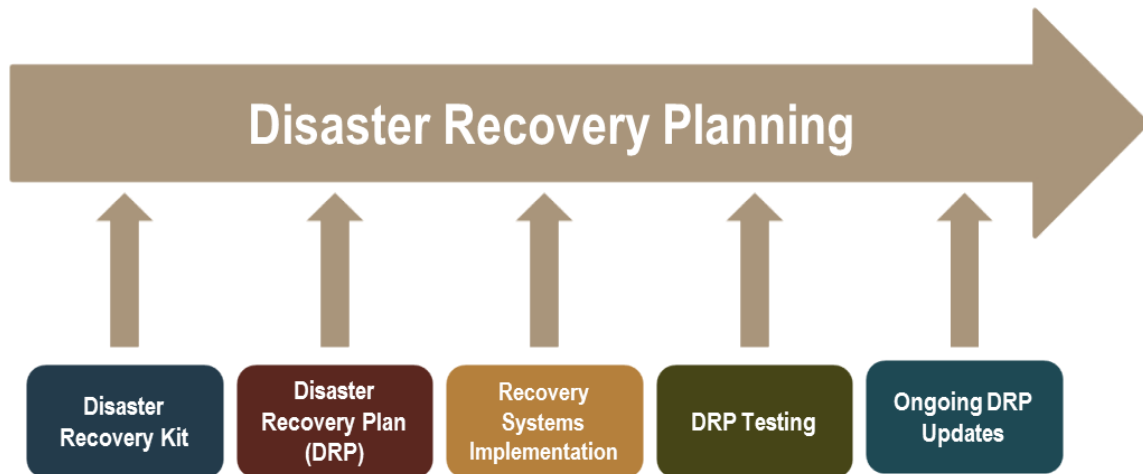 Disaster Recovery Planning
Disaster
Recovery Kit
Disaster
Recovery Plan
(DRP)
Recovery
Systems
Implementation
DRP Testing
Ongoing DRP
Updates